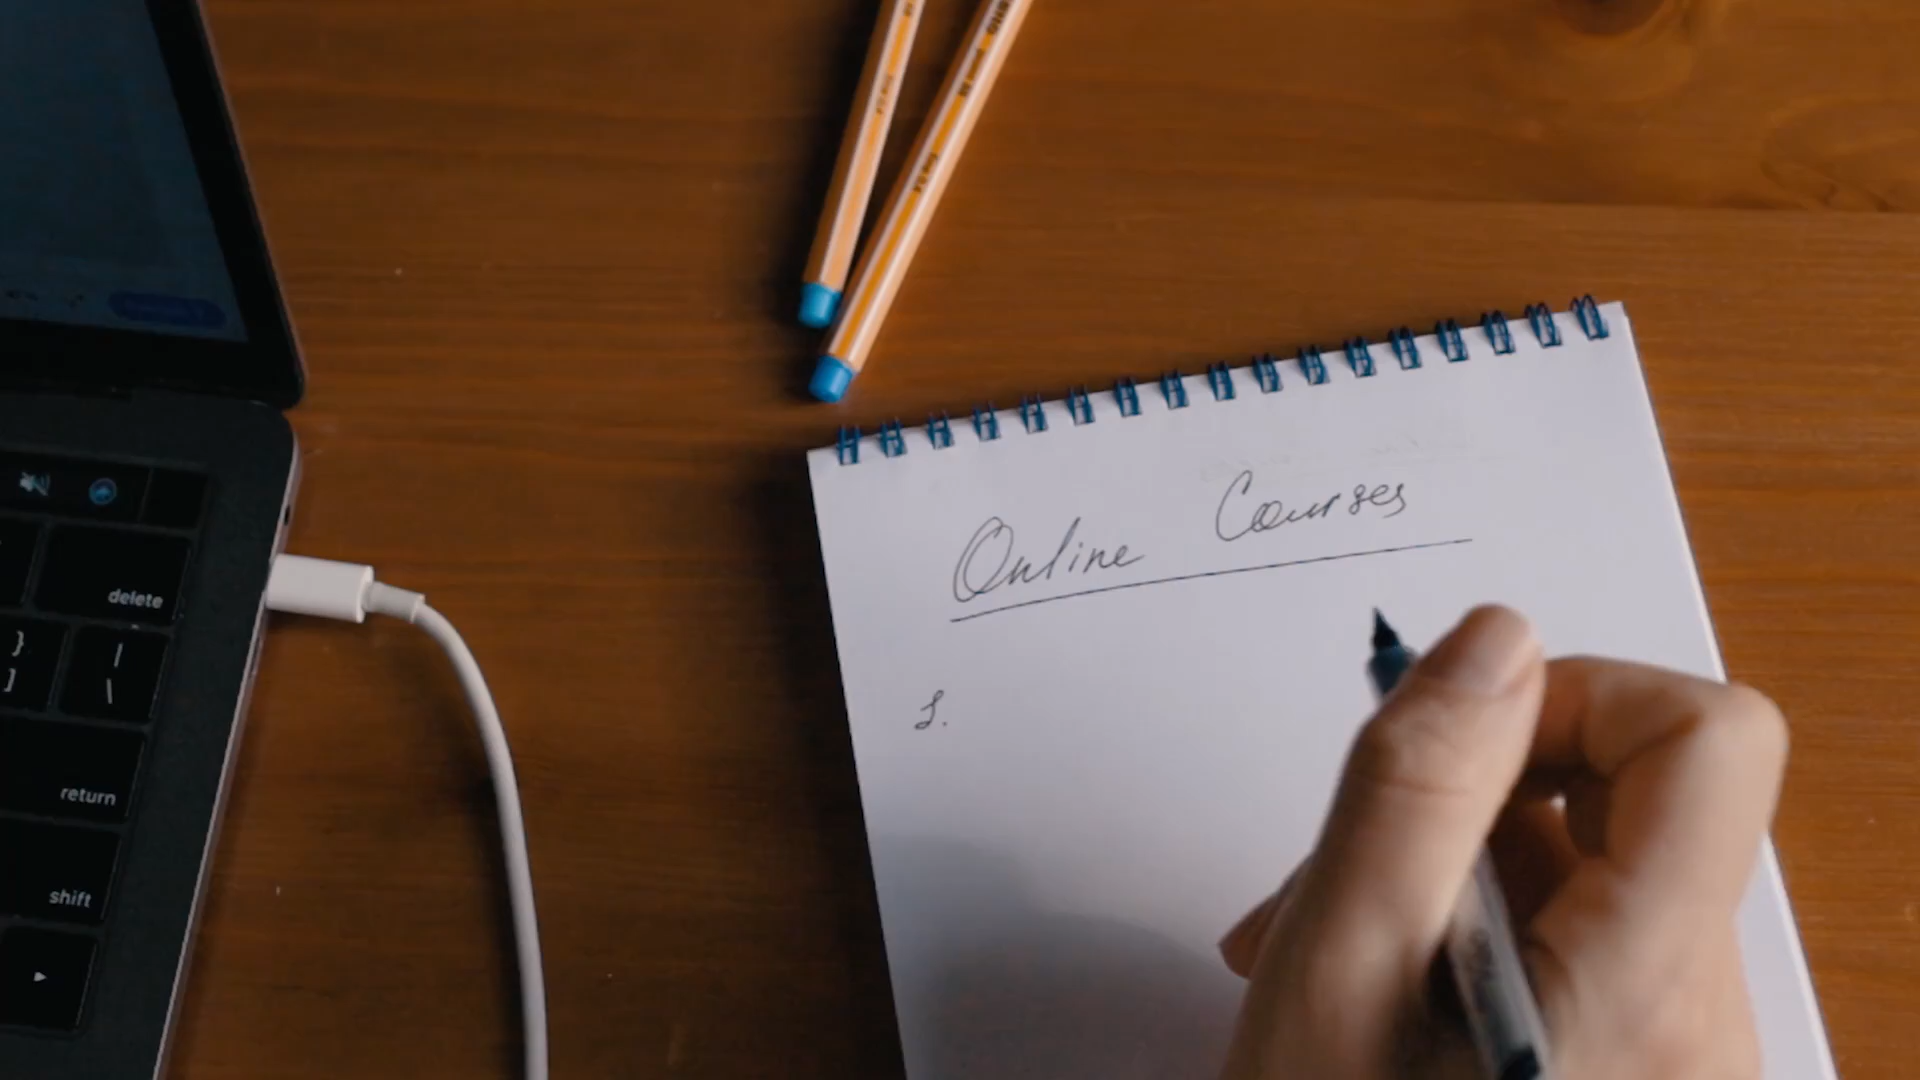 Online Courses
1.
delete
}
]
|
\
return
shift